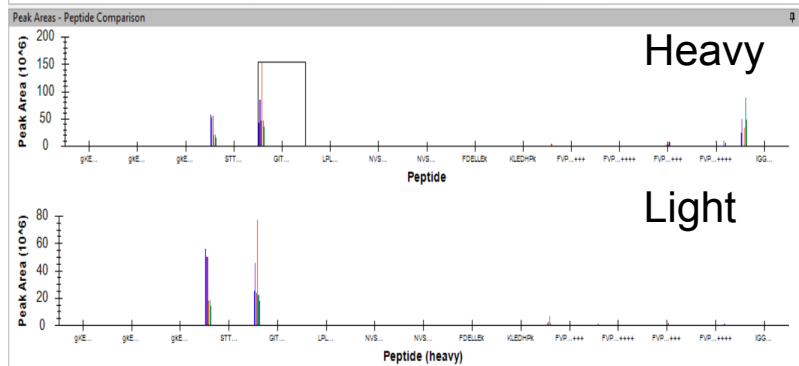 Peak Areas - Peptide Comparison
Heavy
Peak Area (10^6)
200
150
100
50
0
gKE... gKE... gKE... STT... GIT... LPL... NVS... NVS... FDELLEk KLEDHPk FVP...+++ FVP...++++ FVP...+++ FVP...++++ IGG...
Peptide
Light
Peak Area (10^6)
80
60
40
20
0
gKE... gKE... gKE... STT... GIT... LPL... NVS... NVS... FDELLEk KLEDHPk FVP...+++ FVP...++++ FVP...+++ FVP...++++ IGG...
Peptide (heavy)